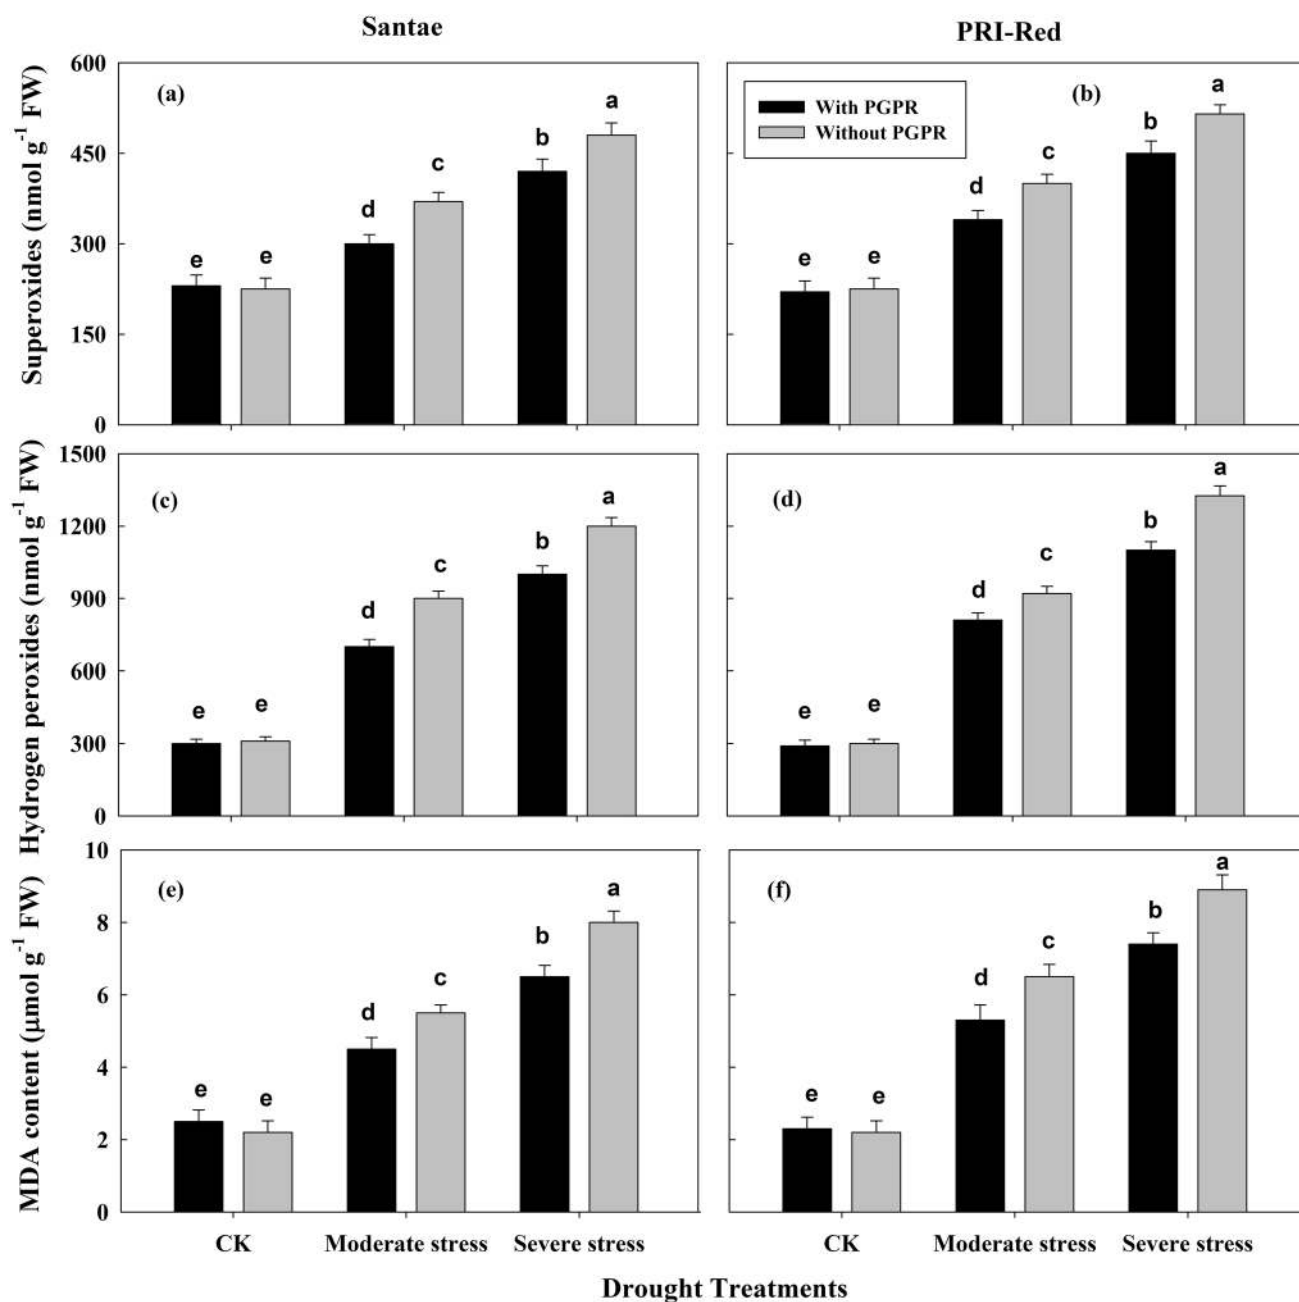 Santae
PRI-Red
Superoxides (nmol g⁻¹ FW)
600
450
300
150
0
(a)
e
e
d
c
b
a
With PGPR
Without PGPR
(b)
e
e
d
c
b
a
Hydrogen peroxides (nmol g⁻¹ FW)
1500
1200
900
600
300
0
(c)
e
e
d
c
b
a
(d)
e
e
d
c
b
a
MDA content (µmol g⁻¹ FW)
10
8
6
4
2
0
(e)
e
e
d
c
b
a
(f)
e
e
d
c
b
a
CK Moderate stress Severe stress
CK Moderate stress Severe stress
Drought Treatments